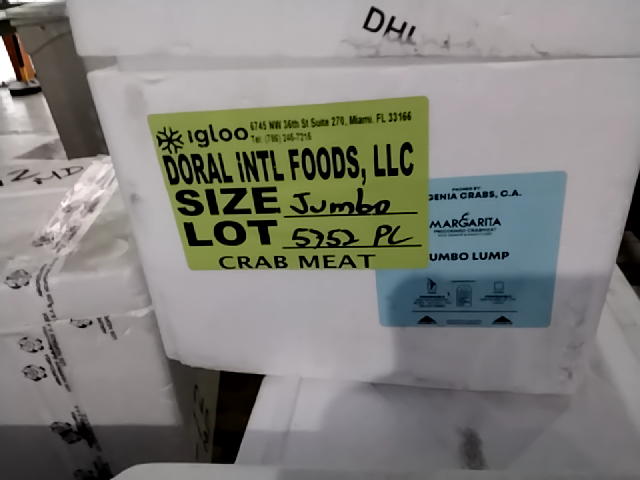 DHL
igloo 6745 NW 36th St Suite 270, Miami. FL 33166
Tel: (786) 246-7216
DORAL INTL FOODS, LLC
SIZE Jumbo
LOT 5752 PL
CRAB MEAT
GENIA CRABS, C.A.
MARGARITA
JUMBO LUMP